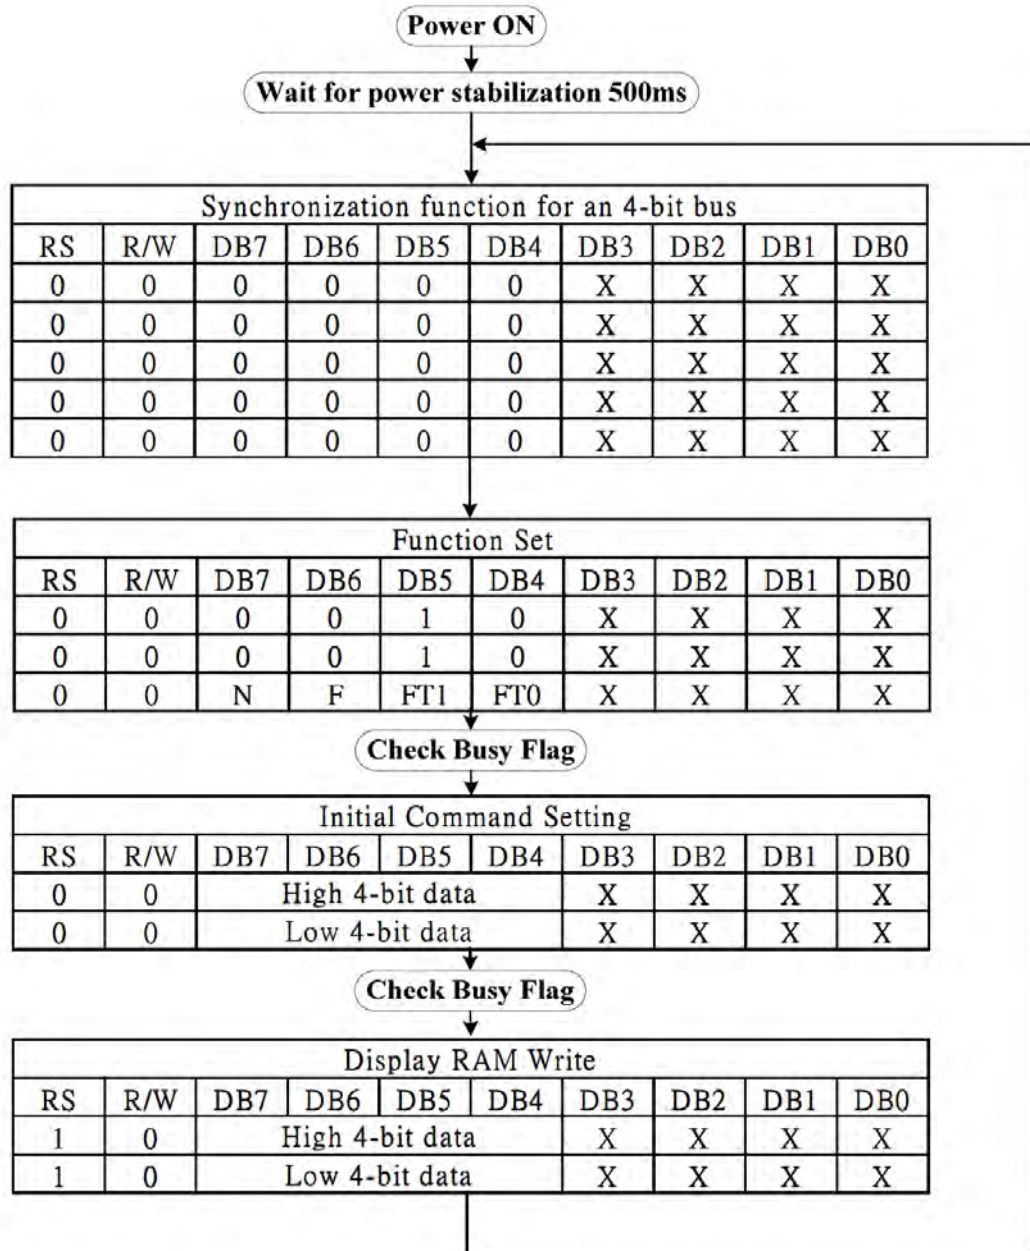 Power ON
Wait for power stabilization 500ms
Synchronization function for an 4-bit bus
RS R/W DB7 DB6 DB5 DB4 DB3 DB2 DB1 DB0
0 0 0 0 0 0 X X X X
0 0 0 0 0 0 X X X X
0 0 0 0 0 0 X X X X
0 0 0 0 0 0 X X X X
0 0 0 0 0 0 X X X X
Function Set
RS R/W DB7 DB6 DB5 DB4 DB3 DB2 DB1 DB0
0 0 0 0 1 0 X X X X
0 0 0 0 1 0 X X X X
0 0 N F FT1 FT0 X X X X
Check Busy Flag
Initial Command Setting
RS R/W DB7 DB6 DB5 DB4 DB3 DB2 DB1 DB0
0 0 High 4-bit data X X X X
0 0 Low 4-bit data X X X X
Check Busy Flag
Display RAM Write
RS R/W DB7 DB6 DB5 DB4 DB3 DB2 DB1 DB0
1 0 High 4-bit data X X X X
1 0 Low 4-bit data X X X X